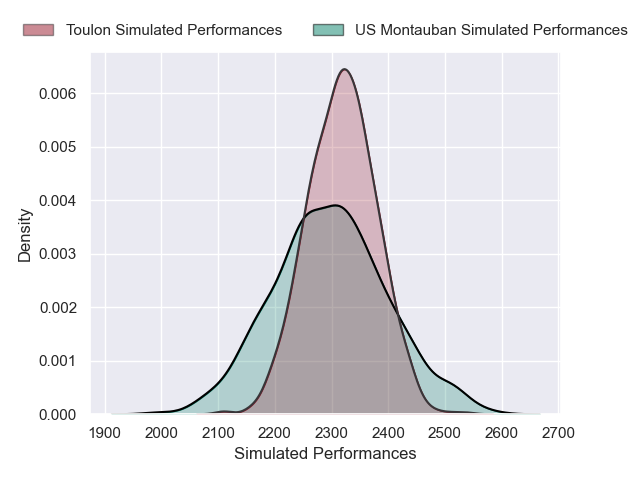 Toulon Simulated Performances US Montauban Simulated Performances
0.006
0.005
0.004
0.003
0.002
0.001
0.000
Density
1900 2000 2100 2200 2300 2400 2500 2600 2700
Simulated Performances